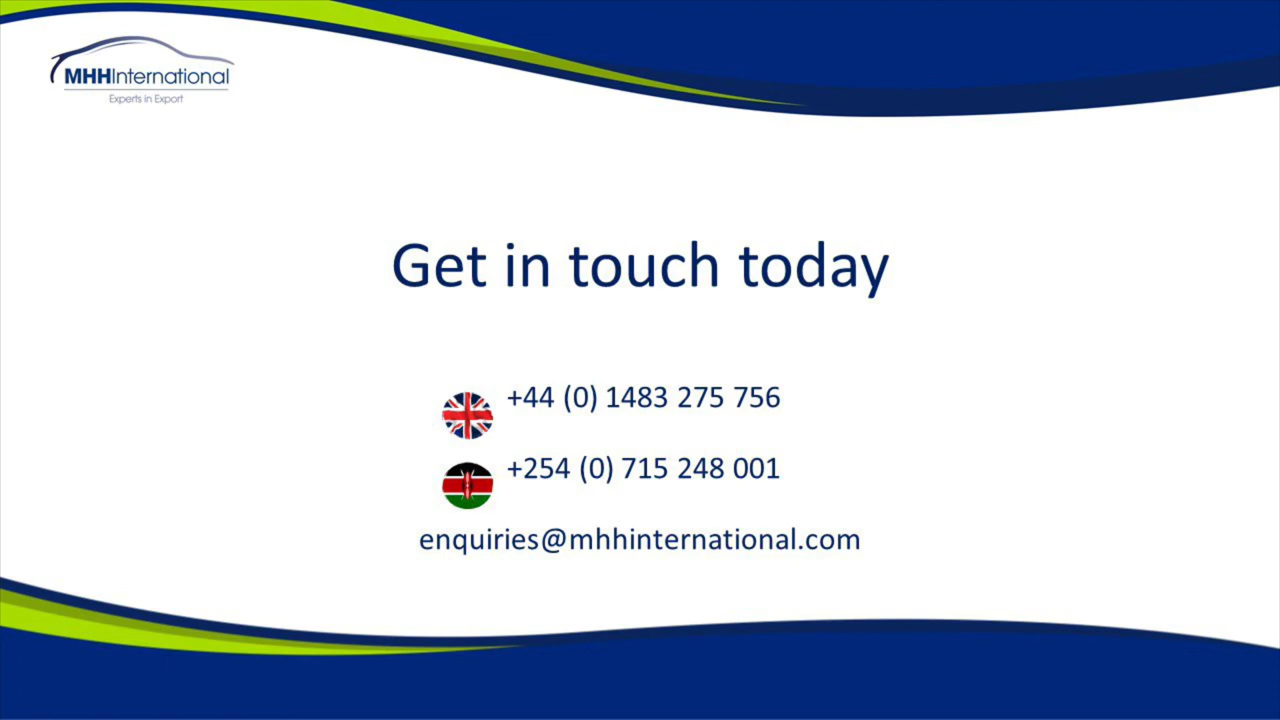 MHHInternational
Experts in Export
Get in touch today
+44 (0) 1483 275 756
+254 (0) 715 248 001
enquiries@mhhinternational.com